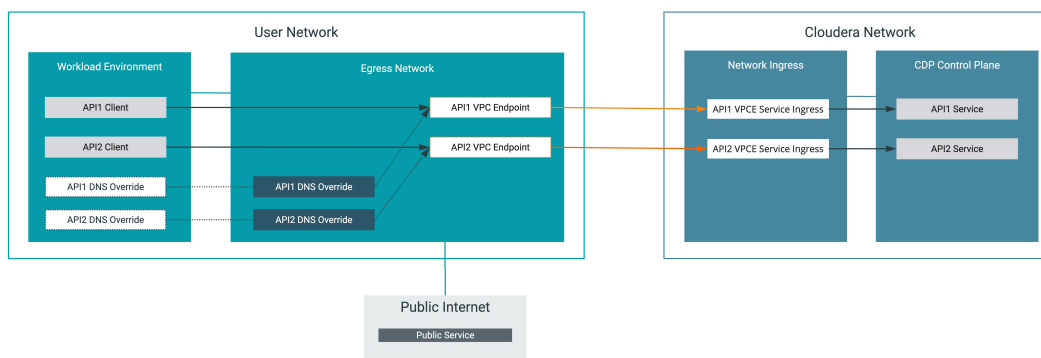 User Network
Cloudera Network
Workload Environment
Egress Network
Network Ingress
CDP Control Plane
API1 Client
API1 VPC Endpoint
API1 VPCE Service Ingress
API1 Service
API2 Client
API2 VPC Endpoint
API2 VPCE Service Ingress
API2 Service
API1 DNS Override
API1 DNS Override
API2 DNS Override
API2 DNS Override
Public Internet
Public Service